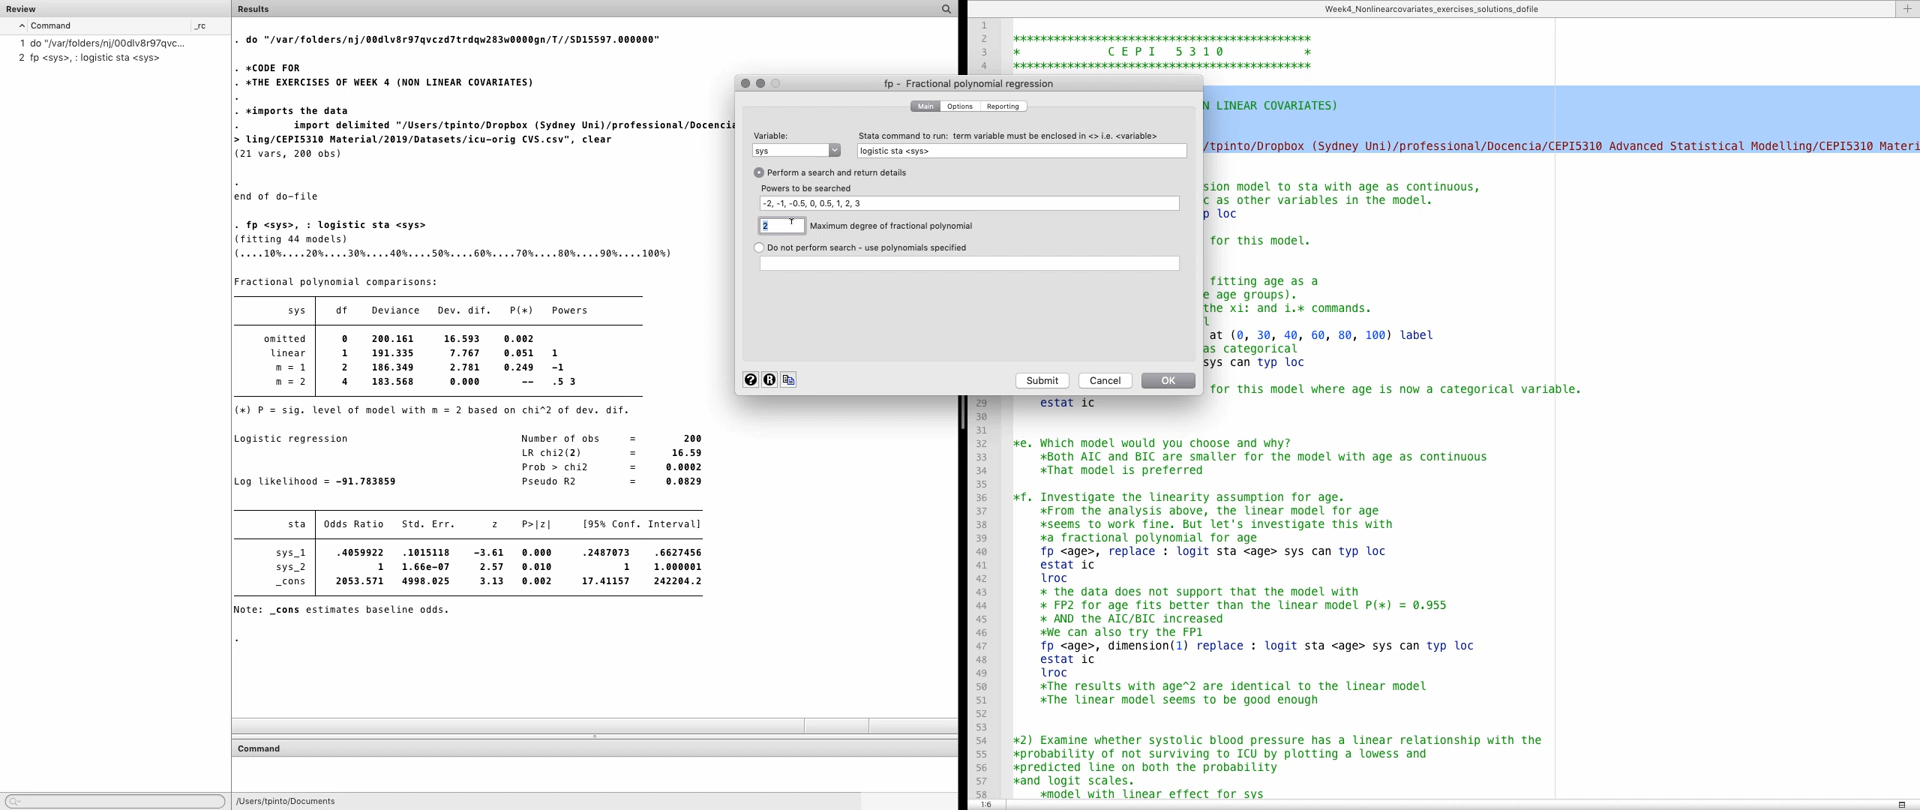 Review
Command _rc
1 do "/var/folders/nj/00dlv8r97qvc...
2 fp <sys>, : logistic sta <sys>
Results
. do "/var/folders/nj/00dlv8r97qvczd7trdqw283w0000gn/T//SD15597.000000"
. *CODE FOR
. *THE EXERCISES OF WEEK 4 (NON LINEAR COVARIATES)
.
. *imports the data
. import delimited "/Users/tpinto/Dropbox (Sydney Uni)/professional/Docencia
> ling/CEPI5310 Material/2019/Datasets/icu-orig CVS.csv", clear
(21 vars, 200 obs)
.
end of do-file
. fp <sys>, : logistic sta <sys>
(fitting 44 models)
(....10%....20%....30%....40%....50%....60%....70%....80%....90%....100%)
Fractional polynomial comparisons:
sys df Deviance Dev. dif. P(*) Powers
omitted 0 200.161 16.593 0.002
linear 1 191.335 7.767 0.051 1
m = 1 2 186.349 2.781 0.249 -1
m = 2 4 183.568 0.000 -- .5 3
(*) P = sig. level of model with m = 2 based on chi^2 of dev. dif.
Logistic regression Number of obs = 200
LR chi2(2) = 16.59
Prob > chi2 = 0.0002
Log likelihood = -91.783859 Pseudo R2 = 0.0829
sta Odds Ratio Std. Err. z P>|z| [95% Conf. Interval]
sys_1 .4059922 .1015118 -3.61 0.000 .2487073 .6627456
sys_2 1 1.66e-07 2.57 0.010 1 1.000001
_cons 2053.571 4998.025 3.13 0.002 17.41157 242204.2
Note: _cons estimates baseline odds.
.
Command
/Users/tpinto/Documents
fp - Fractional polynomial regression
Main Options Reporting
Variable: Stata command to run: term variable must be enclosed in <> i.e. <variable>
sys logistic sta <sys>
Perform a search and return details
Powers to be searched
-2, -1, -0.5, 0, 0.5, 1, 2, 3
2 Maximum degree of fractional polynomial
Do not perform search - use polynomials specified
? R Submit Cancel OK
Week4_Nonlinearcovariates_exercises_solutions_dofile
1
2 *********************************************
3 * C E P I 5 3 1 0 *
4 *********************************************
N LINEAR COVARIATES)
/tpinto/Dropbox (Sydney Uni)/professional/Docencia/CEPI5310 Advanced Statistical Modelling/CEPI5310 Materi
sion model to sta with age as continuous,
c as other variables in the model.
p loc
for this model.
fitting age as a
e age groups).
the xi: and i.* commands.
l
at (0, 30, 40, 60, 80, 100) label
as categorical
sys can typ loc
for this model where age is now a categorical variable.
29 estat ic
30
31
32 *e. Which model would you choose and why?
33 *Both AIC and BIC are smaller for the model with age as continuous
34 *That model is preferred
35
36 *f. Investigate the linearity assumption for age.
37 *From the analysis above, the linear model for age
38 *seems to work fine. But let's investigate this with
39 *a fractional polynomial for age
40 fp <age>, replace : logit sta <age> sys can typ loc
41 estat ic
42 lroc
43 * the data does not support that the model with
44 * FP2 for age fits better than the linear model P(*) = 0.955
45 * AND the AIC/BIC increased
46 *We can also try the FP1
47 fp <age>, dimension(1) replace : logit sta <age> sys can typ loc
48 estat ic
49 lroc
50 *The results with age^2 are identical to the linear model
51 *The linear model seems to be good enough
52
53
54 *2) Examine whether systolic blood pressure has a linear relationship with the
55 *probability of not surviving to ICU by plotting a lowess and
56 *predicted line on both the probability
57 *and logit scales.
58 *model with linear effect for sys
1:6